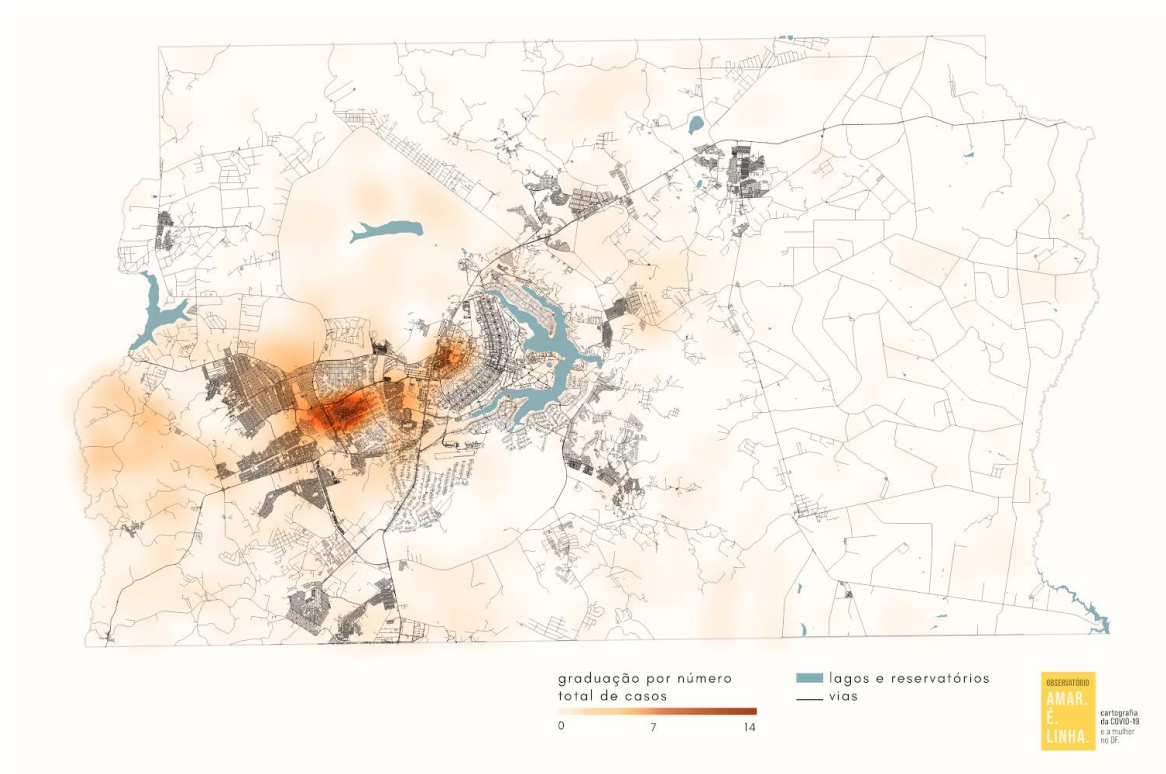 graduação por número
total de casos
0 7 14
lagos e reservatórios
vias
OBSERVATÓRIO
AMAR.
É.
LINHA.
cartografia
da COVID-19
e a mulher
no DF.